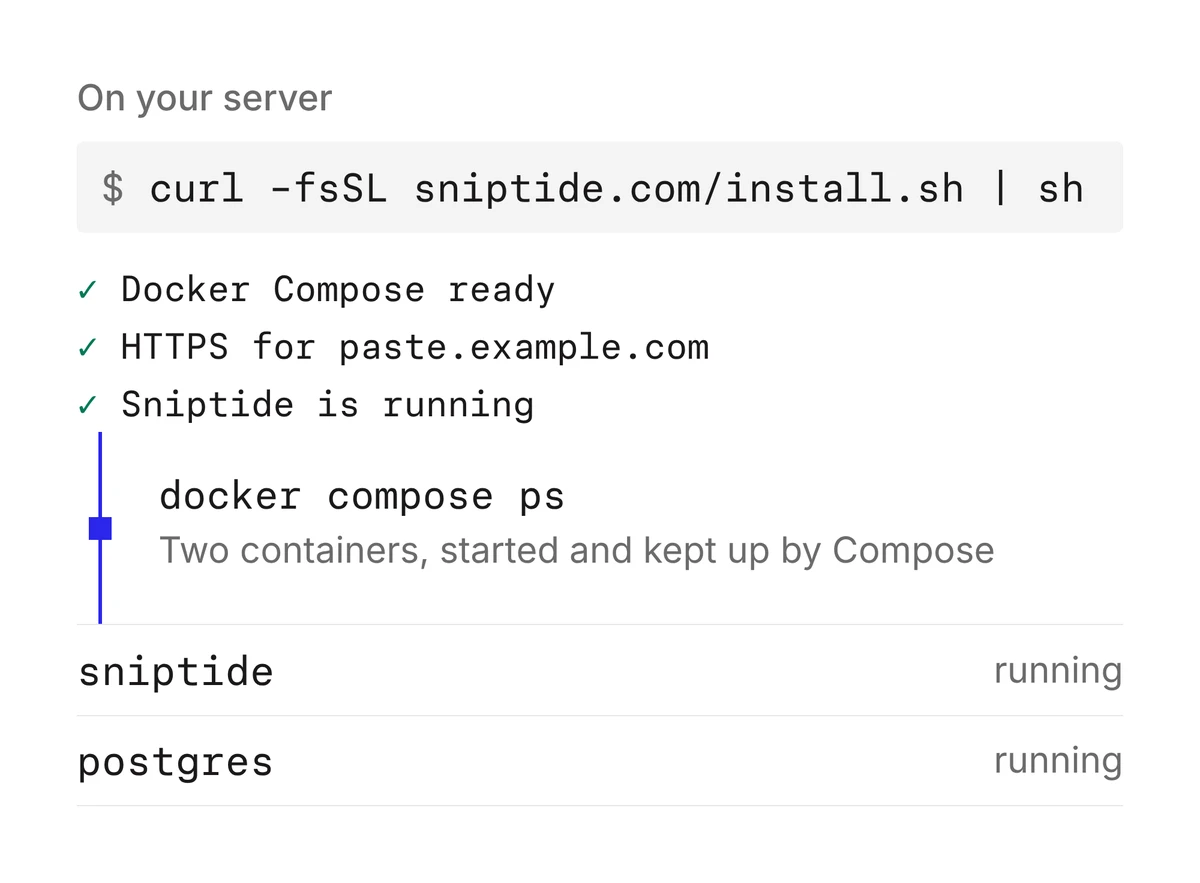 On your server
$ curl -fsSL sniptide.com/install.sh | sh
✓ Docker Compose ready
✓ HTTPS for paste.example.com
✓ Sniptide is running
docker compose ps
Two containers, started and kept up by Compose
sniptide running
postgres running